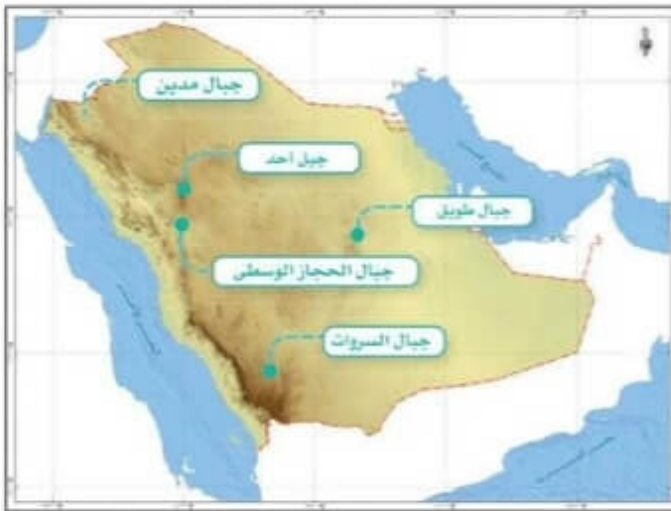 جبال مدين
جبل أحد
جبال طويق
جبال الحجاز الوسطى
جبال السروات